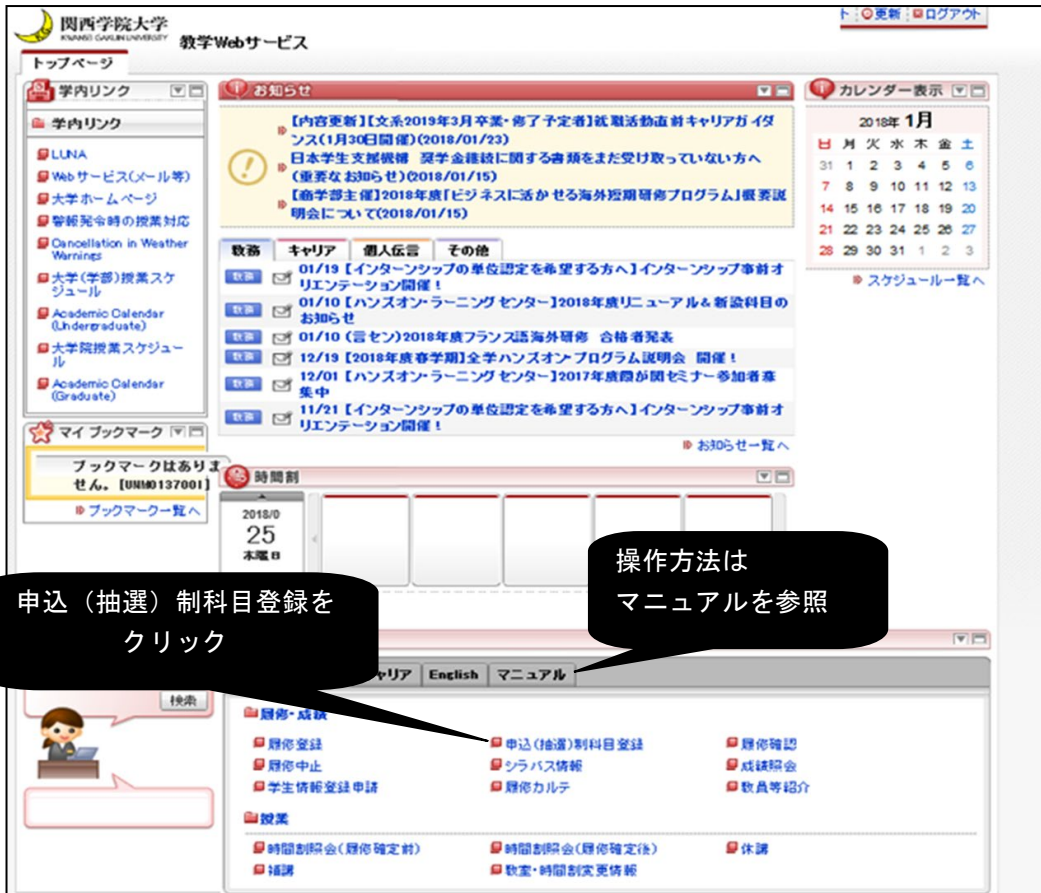 関西学院大学
KWANSEI GAKUIN UNIVERSITY
教学Webサービス
ト
更新
ログアウト
トップページ
学内リンク
学内リンク
LUNA
Webサービス(メール等)
大学ホームページ
警報発令時の授業対応
Cancellation in Weather
Warnings
大学(学部)授業スケ
ジュール
Academic Calendar
(Undergraduate)
大学院授業スケジュー
ル
Academic Calendar
(Graduate)
マイ ブックマーク
ブックマークはありま
せん。[UNM0137001]
ブックマーク一覧へ
お知らせ
【内容更新】【文系2019年3月卒業・修了予定者】就職活動直前キャリアガイダ
ンス(1月30日開催)(2018/01/23)
日本学生支援機構 奨学金継続に関する書類をまだ受け取っていない方へ
(重要なお知らせ)(2018/01/15)
【商学部主催】2018年度「ビジネスに活かせる海外短期研修プログラム」概要説
明会について(2018/01/15)
教務
キャリア
個人伝言
その他
教務 01/19 【インターンシップの単位認定を希望する方へ】インターンシップ事前オ
リエンテーション開催!
教務 01/10 【ハンズオン・ラーニングセンター】2018年度リニューアル&新設科目の
お知らせ
教務 01/10 (言セン)2018年度フランス語海外研修 合格者発表
教務 12/19 【2018年度春学期】全学ハンズオン・プログラム説明会 開催!
教務 12/01 【ハンズオン・ラーニングセンター】2017年度霞が関セミナー参加者募
集中
教務 11/21 【インターンシップの単位認定を希望する方へ】インターンシップ事前オ
リエンテーション開催!
お知らせ一覧へ
カレンダー表示
2018年 1月
日 月 火 水 木 金 土
31 1 2 3 4 5 6
7 8 9 10 11 12 13
14 15 16 17 18 19 20
21 22 23 24 25 26 27
28 29 30 31 1 2 3
スケジュール一覧へ
時間割
2018/0
25
木曜日
操作方法は
マニュアルを参照
申込(抽選)制科目登録を
クリック
ャリア
English
マニュアル
検索
履修・成績
履修登録
申込(抽選)制科目登録
履修確認
履修中止
シラバス情報
成績照会
学生情報登録申請
履修カルテ
教員等紹介
授業
時間割照会(履修確定前)
時間割照会(履修確定後)
休講
補講
教室・時間割変更情報